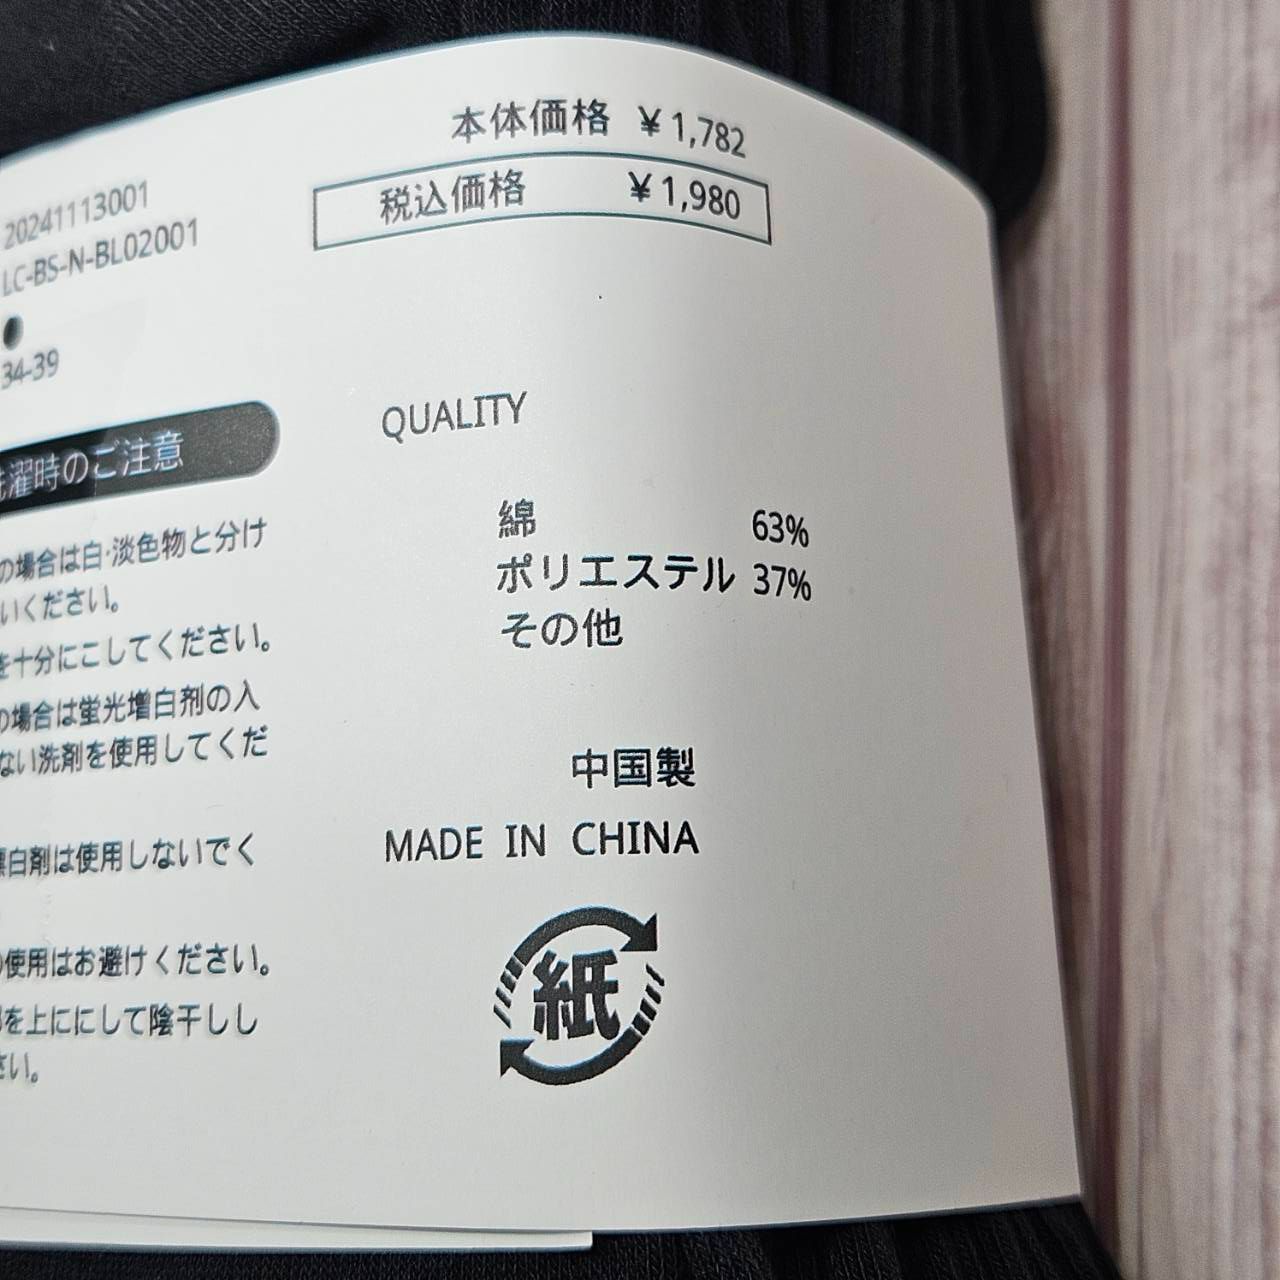 本体価格 ¥1,782
税込価格 ¥1,980
20241113001
LC-BS-N-BL02001
34-39
洗濯時のご注意
の場合は白·淡色物と分け
いください。
を十分にこしてください。
の場合は蛍光増白剤の入
ない洗剤を使用してくだ
漂白剤は使用しないでく
の使用はお避けください。
を上ににして陰干しし
さい。
QUALITY
綿 63%
ポリエステル 37%
その他
中国製
MADE IN CHINA
紙